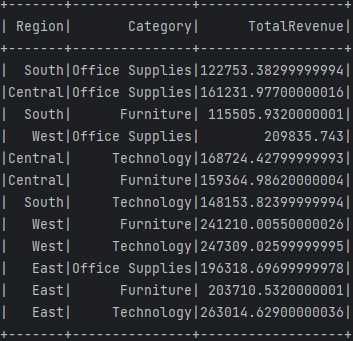 +-------+---------------+------------------+
| Region|       Category|      TotalRevenue|
+-------+---------------+------------------+
|  South|Office Supplies|122753.38299999994|
|Central|Office Supplies|161231.97700000016|
|  South|      Furniture| 115505.9320000001|
|   West|Office Supplies|        209835.743|
|Central|     Technology|168724.42799999993|
|Central|      Furniture|159364.98620000004|
|  South|     Technology|148153.82399999994|
|   West|      Furniture|241210.00550000026|
|   West|     Technology|247309.02599999995|
|   East|Office Supplies|196318.69699999978|
|   East|      Furniture| 203710.5320000001|
|   East|     Technology|263014.62900000036|
+-------+---------------+------------------+